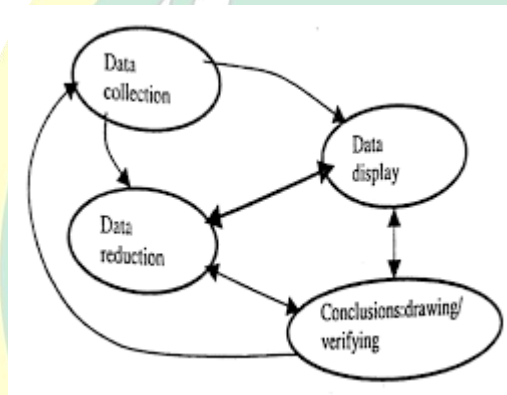 Data
collection
Data
display
Data
reduction
Conclusions:drawing/
verifying